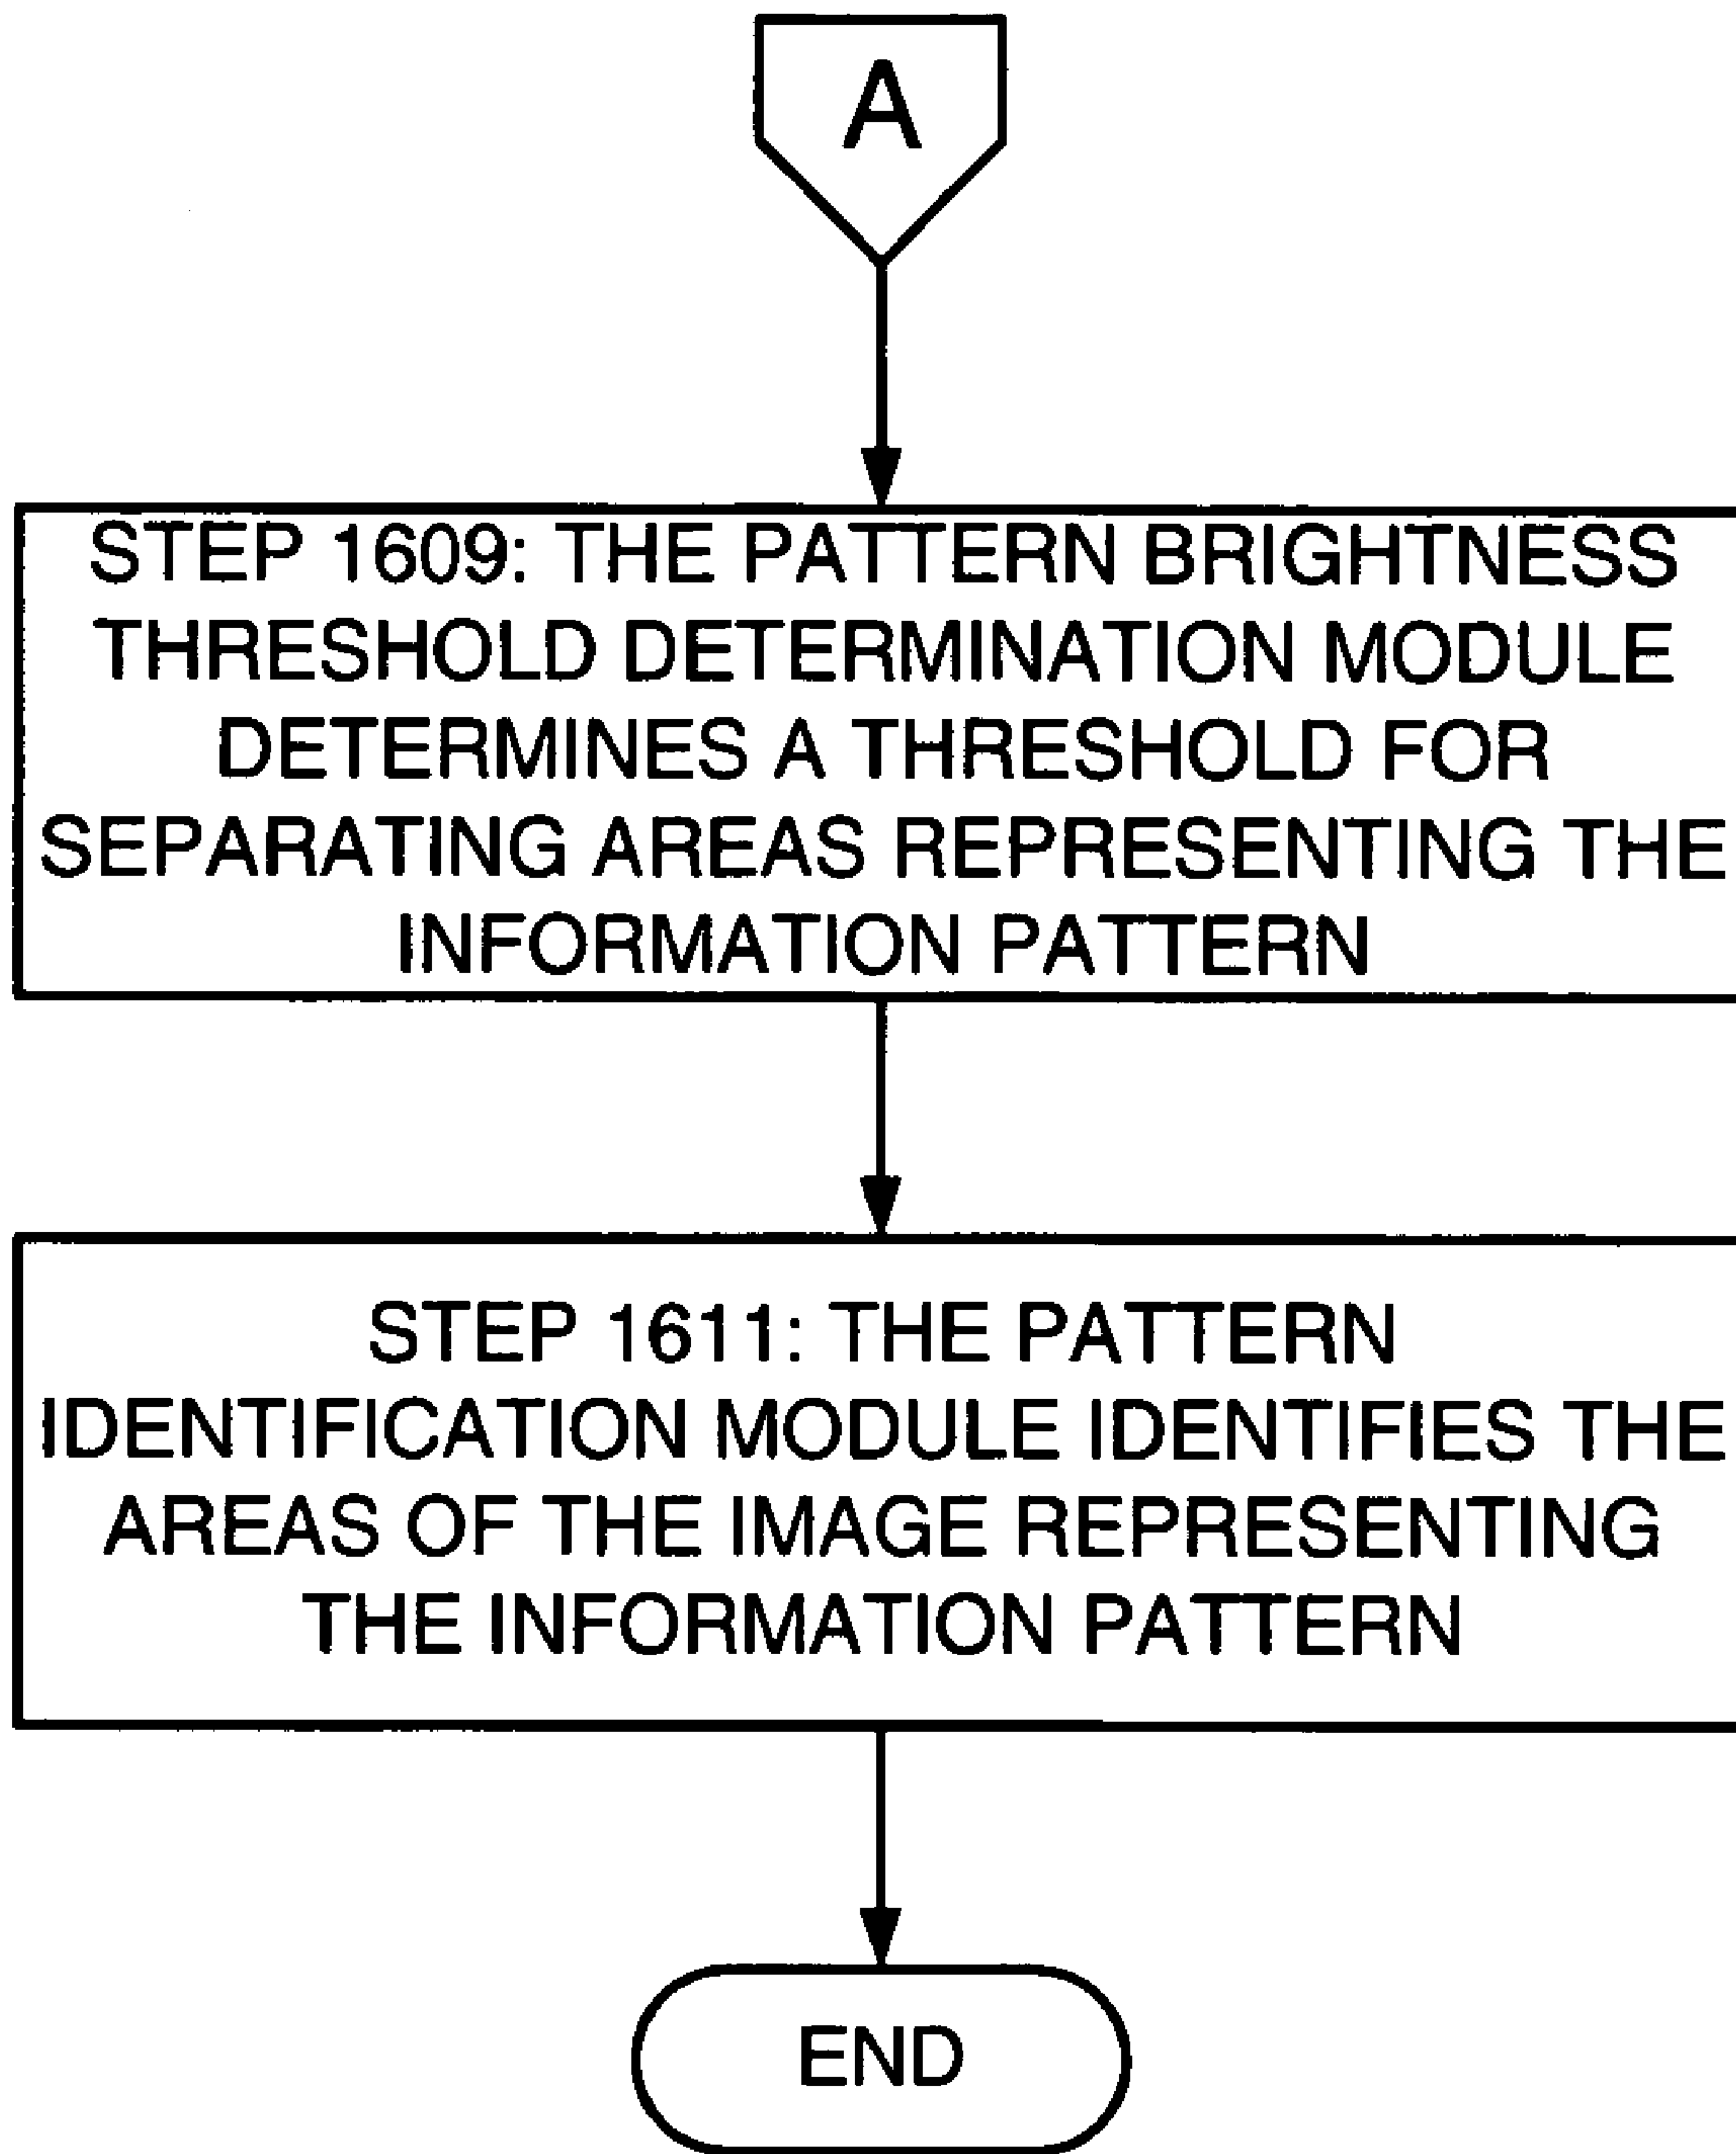 A
STEP 1609: THE PATTERN BRIGHTNESS
THRESHOLD DETERMINATION MODULE
DETERMINES A THRESHOLD FOR
SEPARATING AREAS REPRESENTING THE
INFORMATION PATTERN
STEP 1611: THE PATTERN
IDENTIFICATION MODULE IDENTIFIES THE
AREAS OF THE IMAGE REPRESENTING
THE INFORMATION PATTERN
END